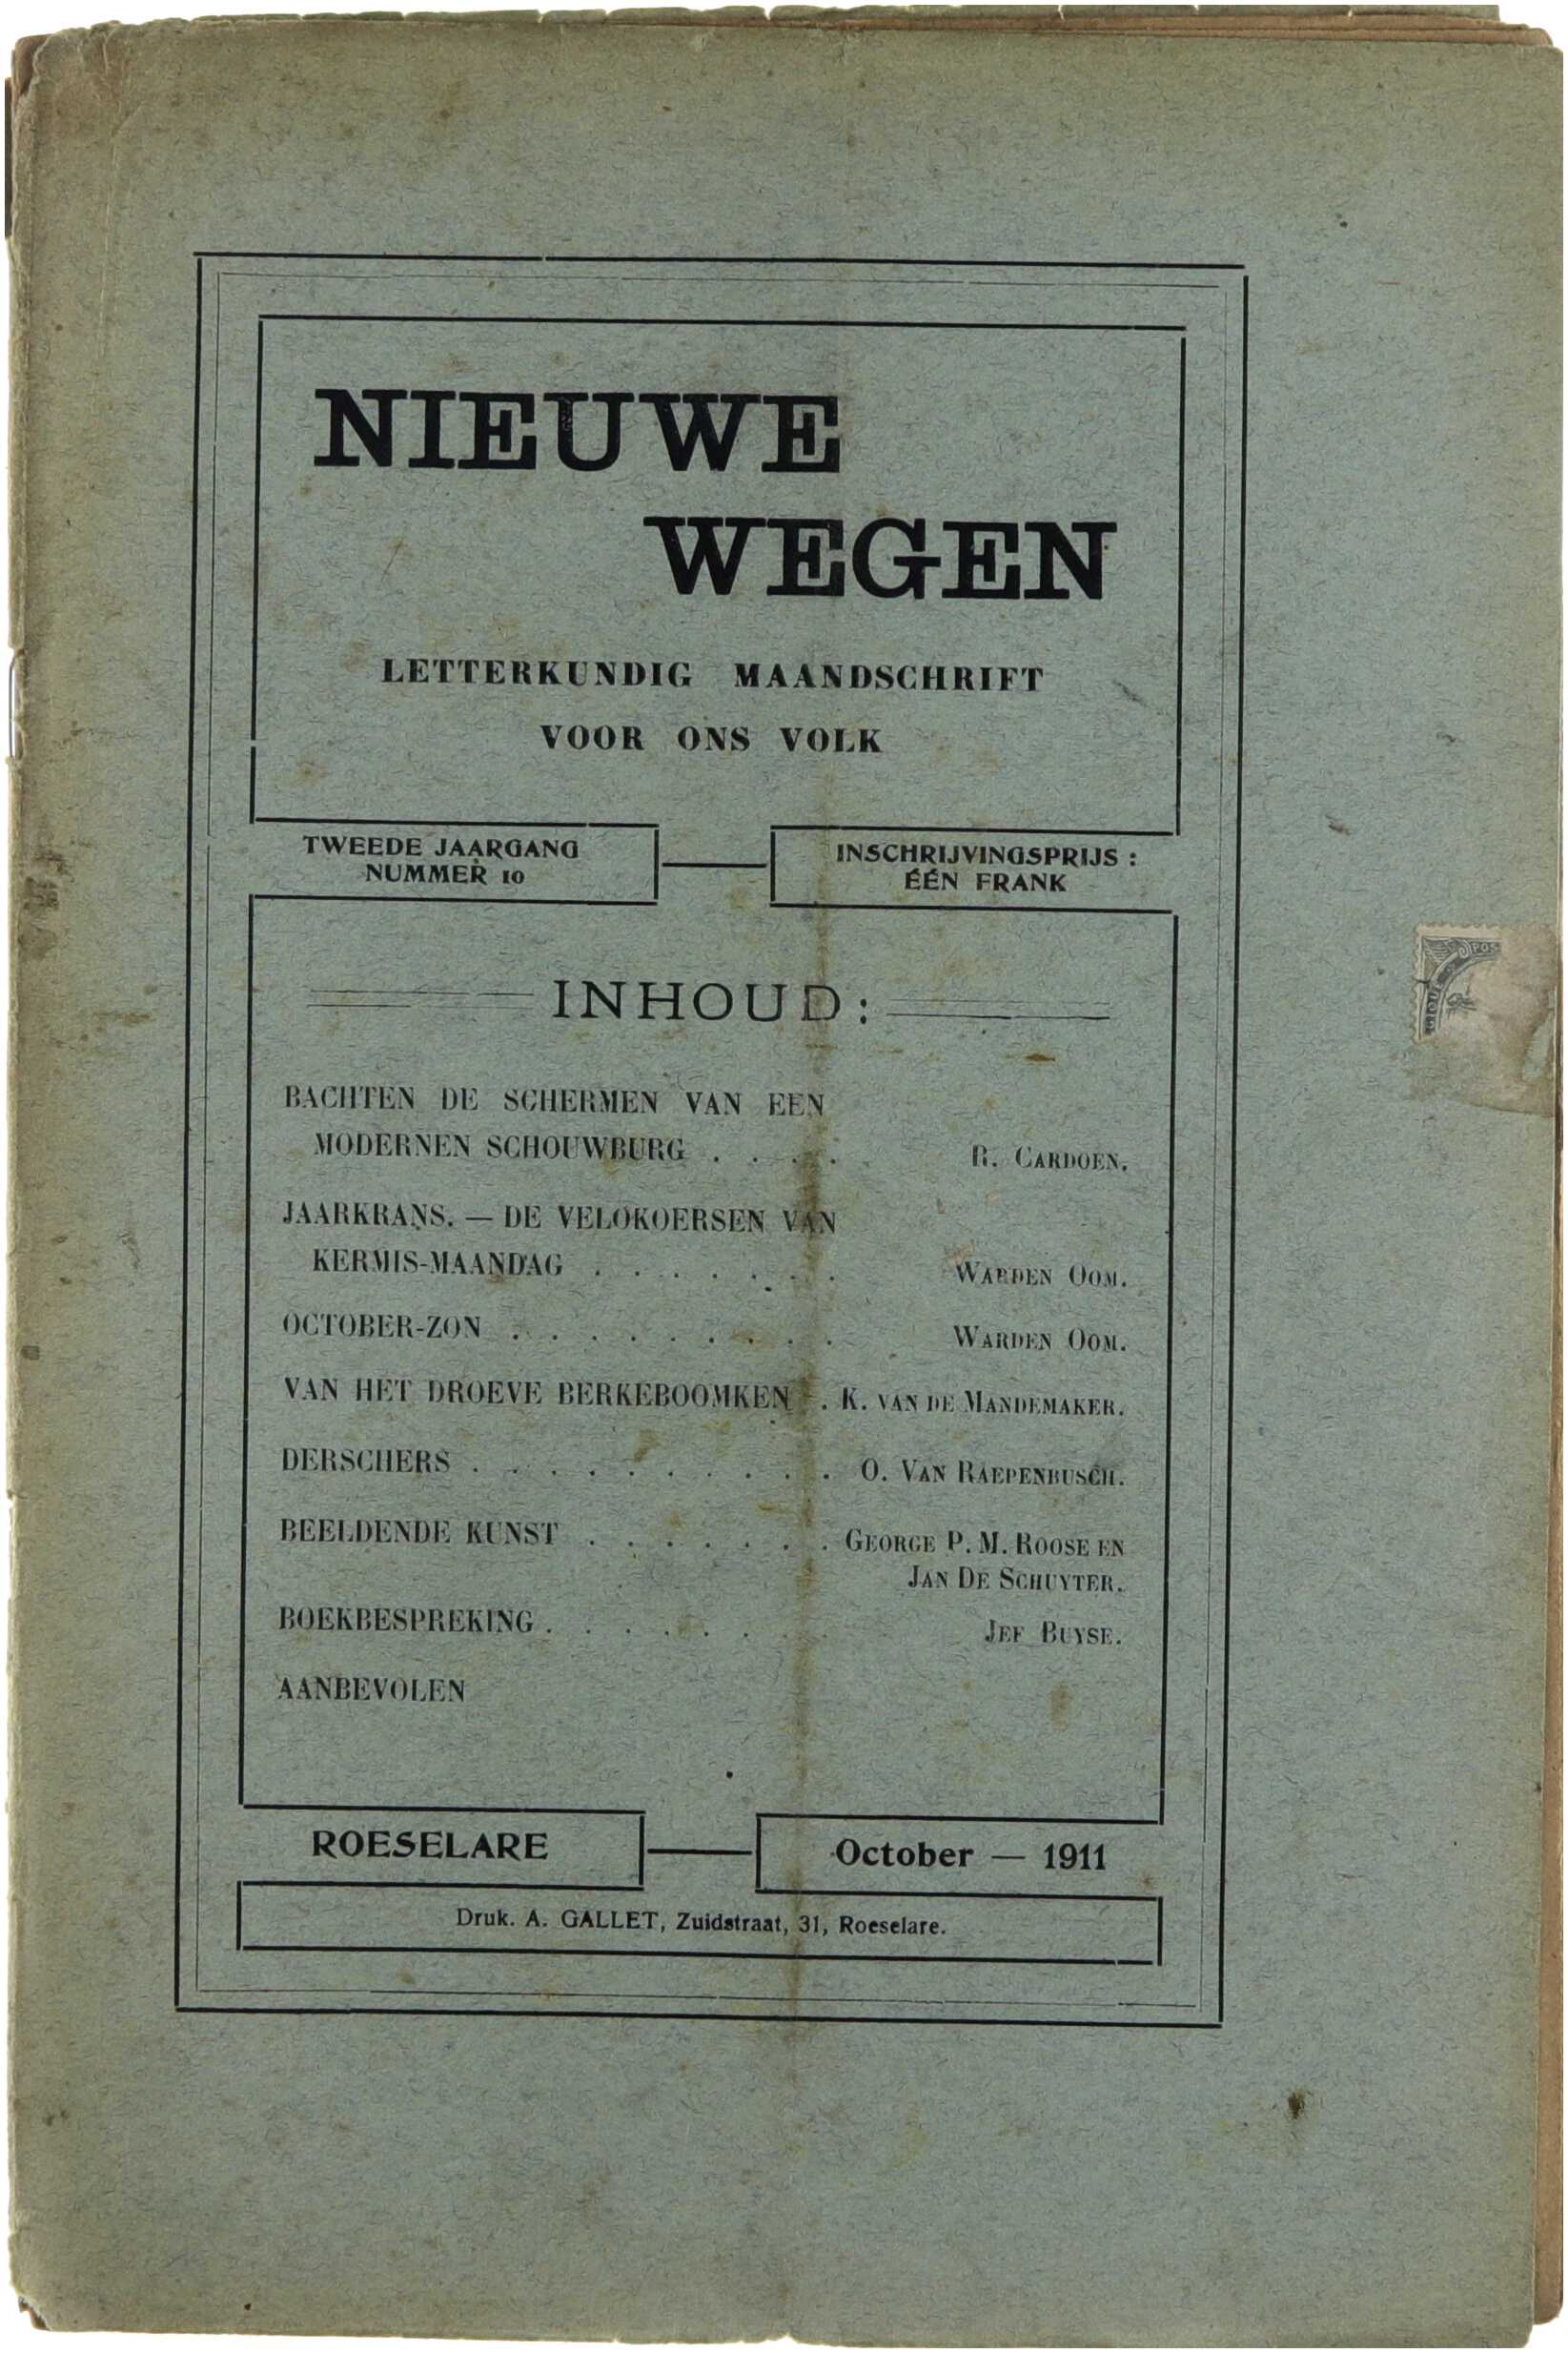 NIEUWE
WEGEN
LETTERKUNDIG MAANDSCHRIFT
VOOR ONS VOLK
TWEEDE JAARGANG
NUMMER 10
INSCHRIJVINGSPRIJS :
ÉÉN FRANK
INHOUD:
BACHTEN DE SCHERMEN VAN EEN
MODERNEN SCHOUWBURG . . . . R. CARDOEN.
JAARKRANS. — DE VELOKOERSEN VAN
KERMIS-MAANDAG . . . . . . . WARDEN OOM.
OCTOBER-ZON . . . . . . . . . WARDEN OOM.
VAN HET DROEVE BERKEBOOMKEN . K. VAN DE MANDEMAKER.
DERSCHERS . . . . . . . . . . O. VAN RAEPENBUSCH.
BEELDENDE KUNST . . . . . . . GEORGE P. M. ROOSE EN
JAN DE SCHUYTER.
BOEKBESPREKING . . . . . . . JEF BUYSE.
AANBEVOLEN
ROESELARE
October — 1911
Druk. A. GALLET, Zuidstraat, 31, Roeselare.